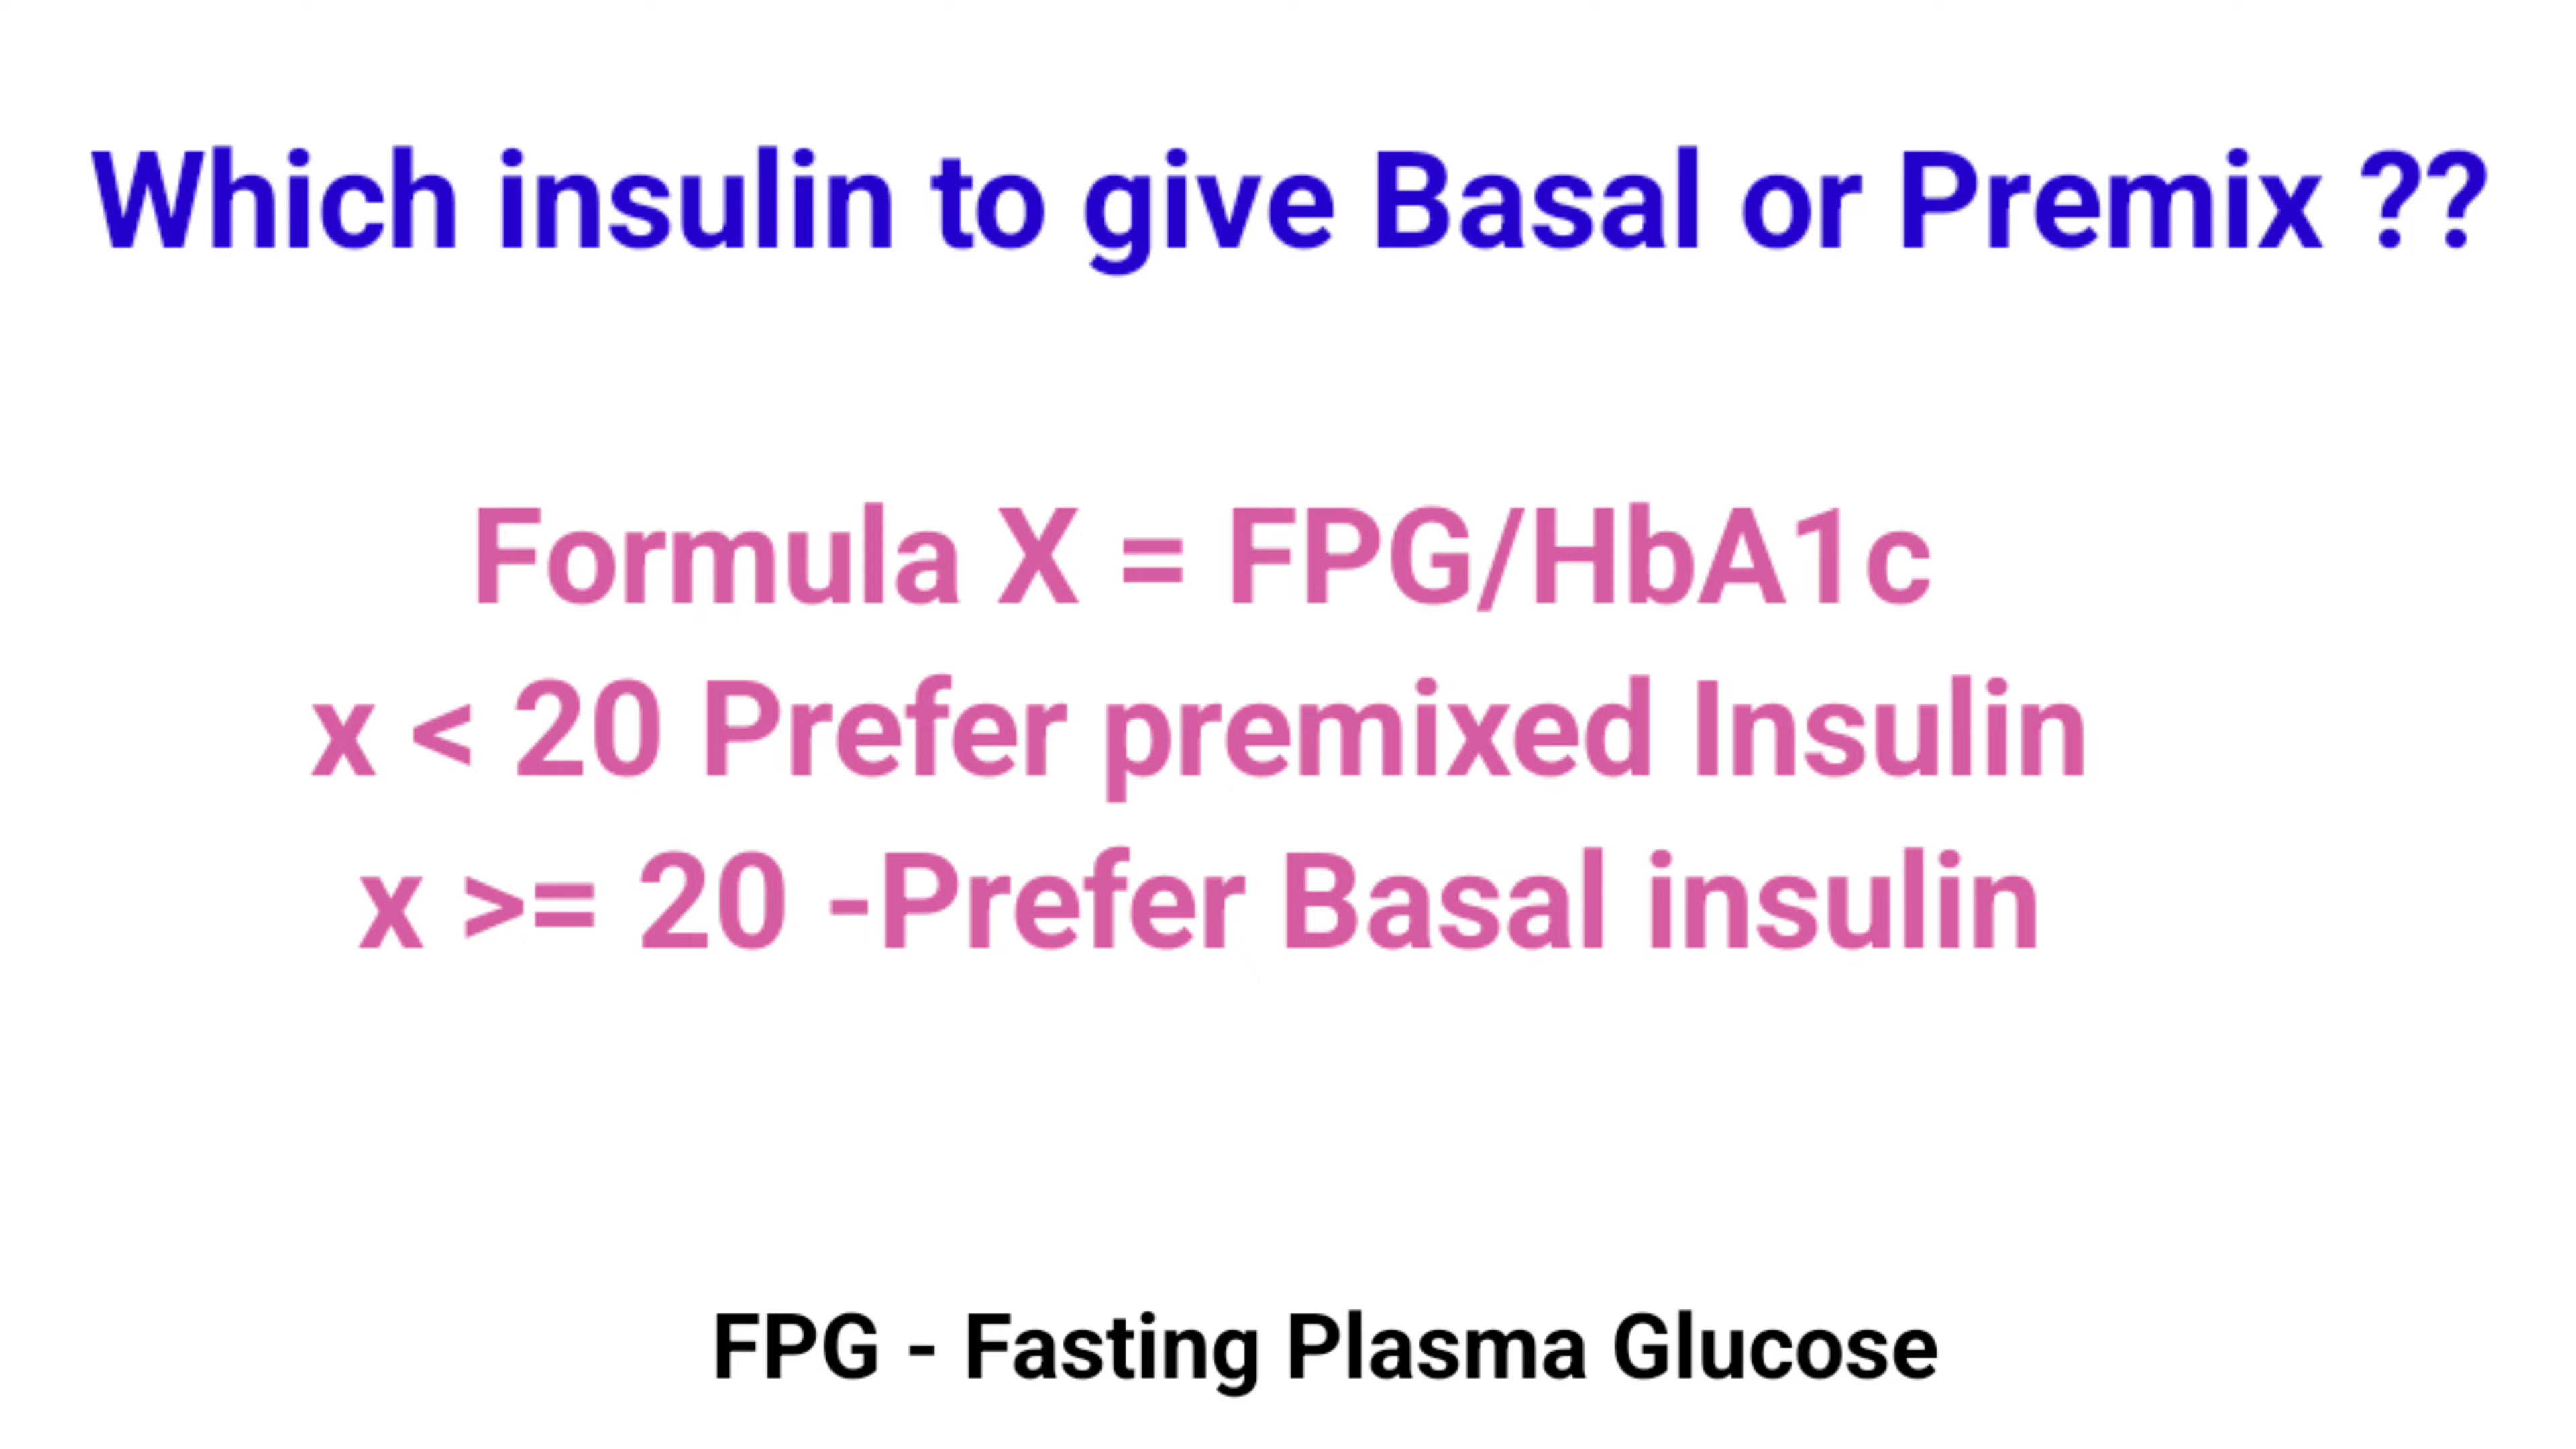 Which insulin to give Basal or Premix ??
Formula X = FPG/HbA1c
x < 20 Prefer premixed Insulin
x >= 20 -Prefer Basal insulin
FPG - Fasting Plasma Glucose